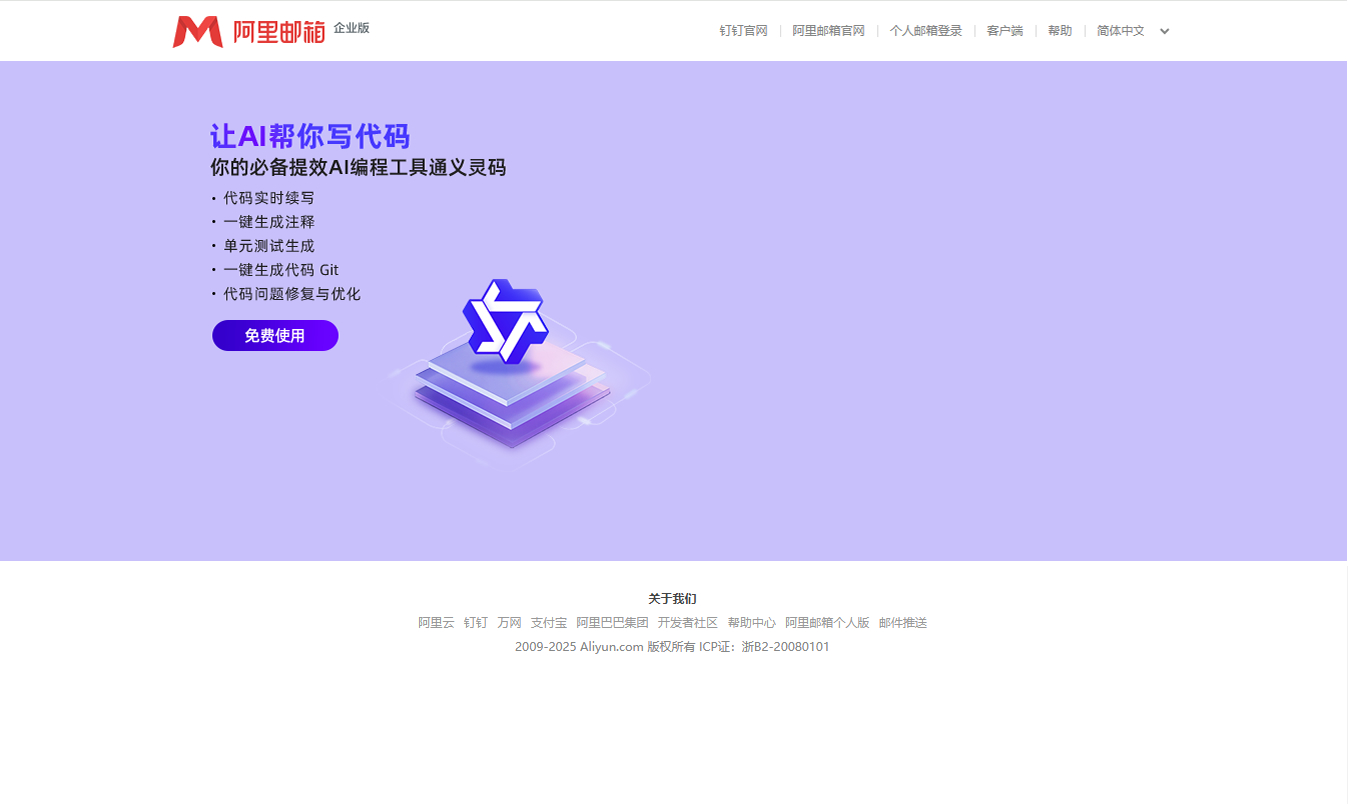 阿里邮箱 企业版
钉钉官网 | 阿里邮箱官网 | 个人邮箱登录 | 客户端 | 帮助 | 简体中文
让AI帮你写代码
你的必备提效AI编程工具通义灵码
· 代码实时续写
· 一键生成注释
· 单元测试生成
· 一键生成代码 Git
· 代码问题修复与优化
免费使用
关于我们
阿里云 钉钉 万网 支付宝 阿里巴巴集团 开发者社区 帮助中心 阿里邮箱个人版 邮件推送
2009-2025 Aliyun.com 版权所有 ICP证：浙B2-20080101